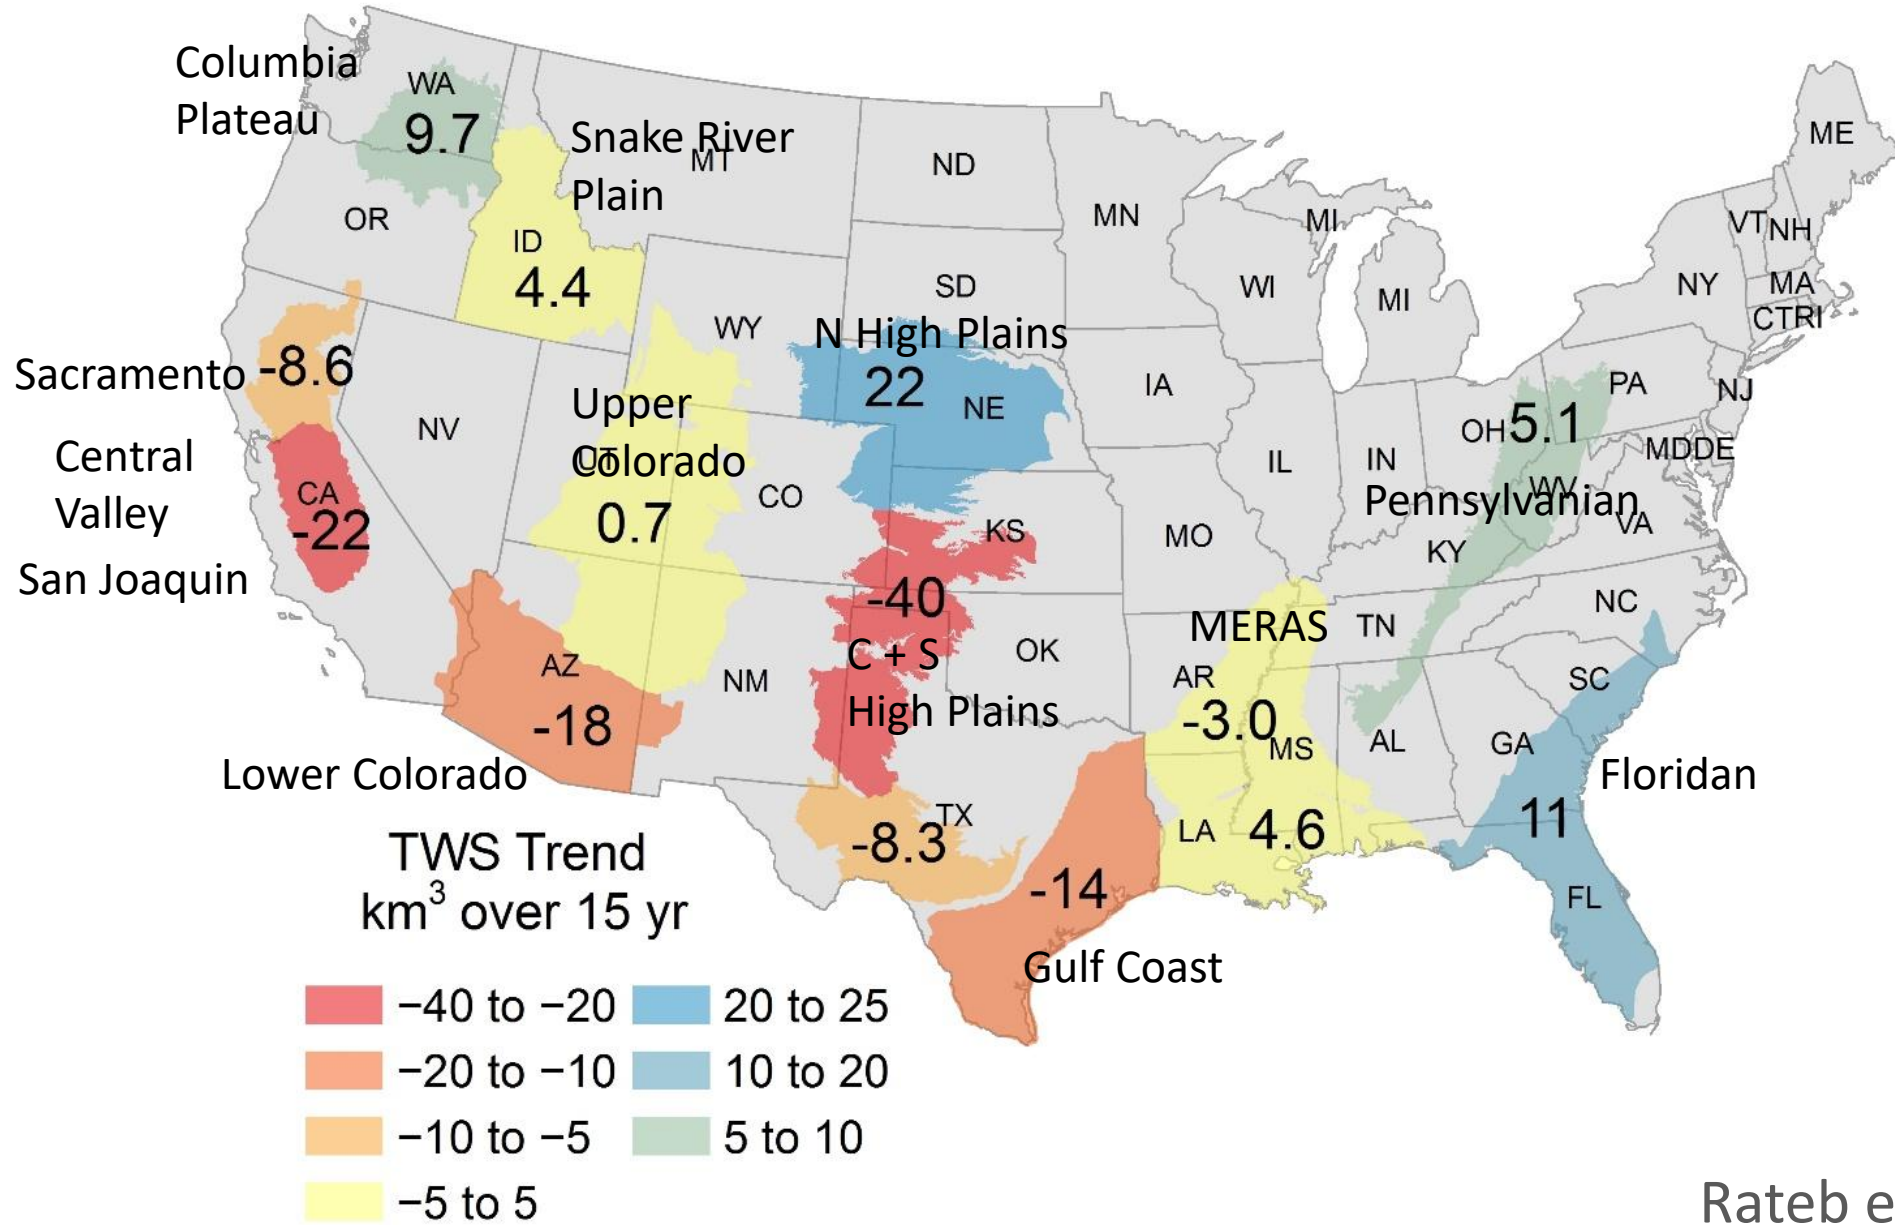 Columbia
Plateau
WA
9.7
Snake River
Plain
MT
ND
MN
ME
OR
ID
4.4
SD
WI
MI
MI
VT
NH
NY
MA
CT
RI
WY
N High Plains
22
NE
IA
PA
NJ
Sacramento
-8.6
NV
Upper
Colorado
UT
0.7
CO
IL
IN
OH
5.1
MD
DE
Central
Valley
San Joaquin
CA
-22
KS
MO
Pennsylvanian
WV
VA
KY
-40
C + S
High Plains
OK
MERAS
TN
NC
AZ
-18
NM
AR
-3.0
MS
AL
GA
SC
Lower Colorado
Floridan
11
TX
-8.3
LA
4.6
-14
Gulf Coast
FL
TWS Trend
km³ over 15 yr
−40 to −20
−20 to −10
−10 to −5
−5 to 5
20 to 25
10 to 20
5 to 10
Rateb e